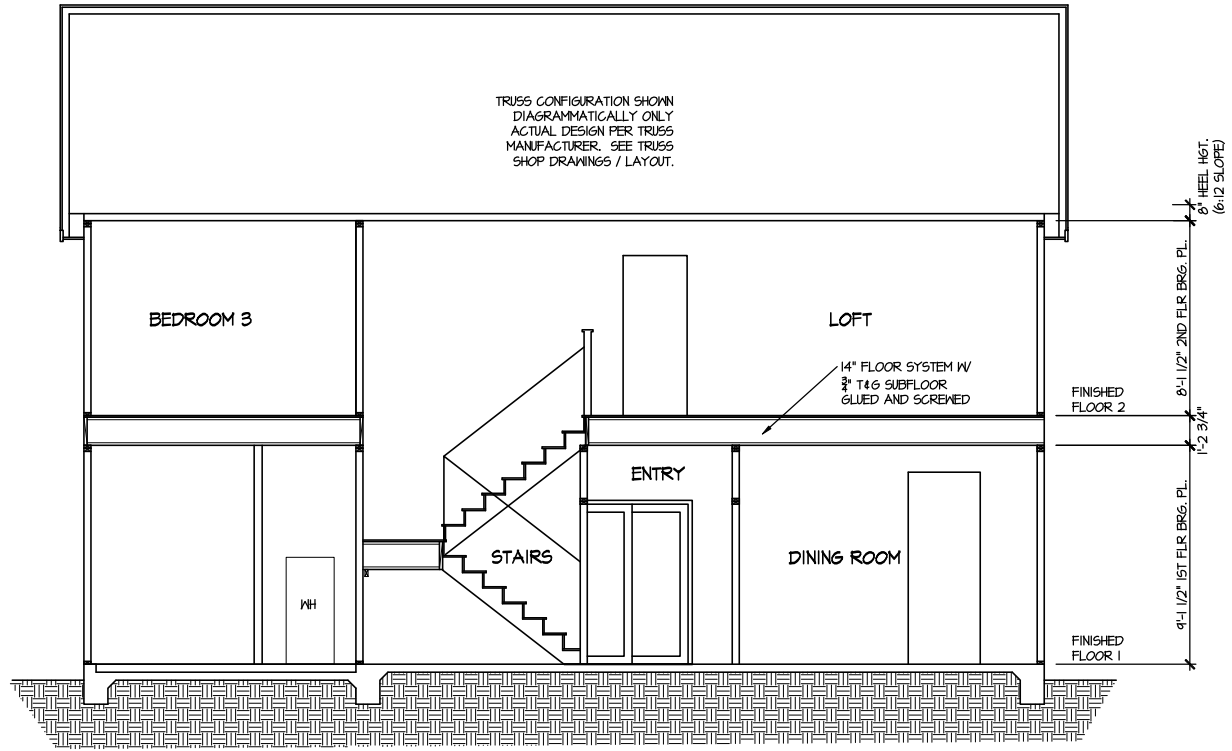 TRUSS CONFIGURATION SHOWN
DIAGRAMMATICALLY ONLY
ACTUAL DESIGN PER TRUSS
MANUFACTURER. SEE TRUSS
SHOP DRAWINGS / LAYOUT.
8" HEEL HGT.
(6:12 SLOPE)
BEDROOM 3
LOFT
8'-1 1/2" 2ND FLR BRG. PL.
14" FLOOR SYSTEM W/
3/4" T&G SUBFLOOR
GLUED AND SCREWED
FINISHED
FLOOR 2
1'-2 3/4"
ENTRY
STAIRS
DINING ROOM
9'-1 1/2" 1ST FLR BRG. PL.
WH
FINISHED
FLOOR 1